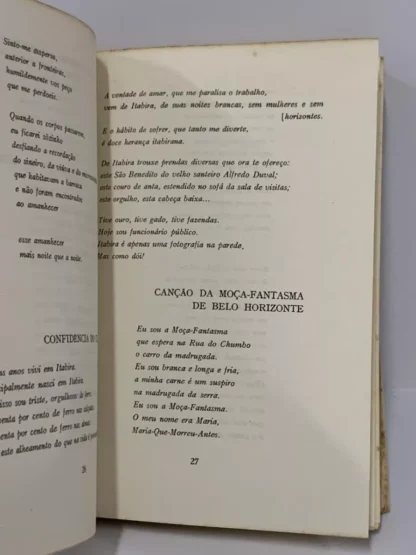 Sinto-me disperso,
anterior a fronteiras,
humildemente vos peço
que me perdoeis.
Quando os corpos passarem,
eu ficarei sòzinho
desfiando a recordação
do sineiro, da viúva e do
que habitavam a barraca
e não foram encontrados
ao amanhecer
esse amanhecer
mais noite que a noite.
CONFIDENCIA DO
anos vivi em Itabira.
cipalmente nasci em Itabira.
isso sou triste, orgulhoso: de ferro
enta por cento de ferro nas calçadas.
enta por cento de ferro nas almas
este alheamento do que na vida é
26
A vontade de amar, que me paralisa o trabalho,
vem de Itabira, de suas noites brancas, sem mulheres e sem
[horizontes.
E o hábito de sofrer, que tanto me diverte,
é doce herança itabirana.
De Itabira trouxe prendas diversas que ora te ofereço:
este São Benedito do velho santeiro Alfredo Duval;
este couro de anta, estendido no sofá da sala de visitas;
este orgulho, esta cabeça baixa...
Tive ouro, tive gado, tive fazendas.
Hoje sou funcionário público.
Itabira é apenas uma fotografia na parede,
Mas como dói!
CANÇÃO DA MOÇA-FANTASMA
DE BELO HORIZONTE
Eu sou a Moça-Fantasma
que espera na Rua do Chumbo
o carro da madrugada.
Eu sou branca e longa e fria,
a minha carne é um suspiro
na madrugada da serra.
Eu sou a Moça-Fantasma.
O meu nome era Maria,
Maria-Que-Morreu-Antes.
27